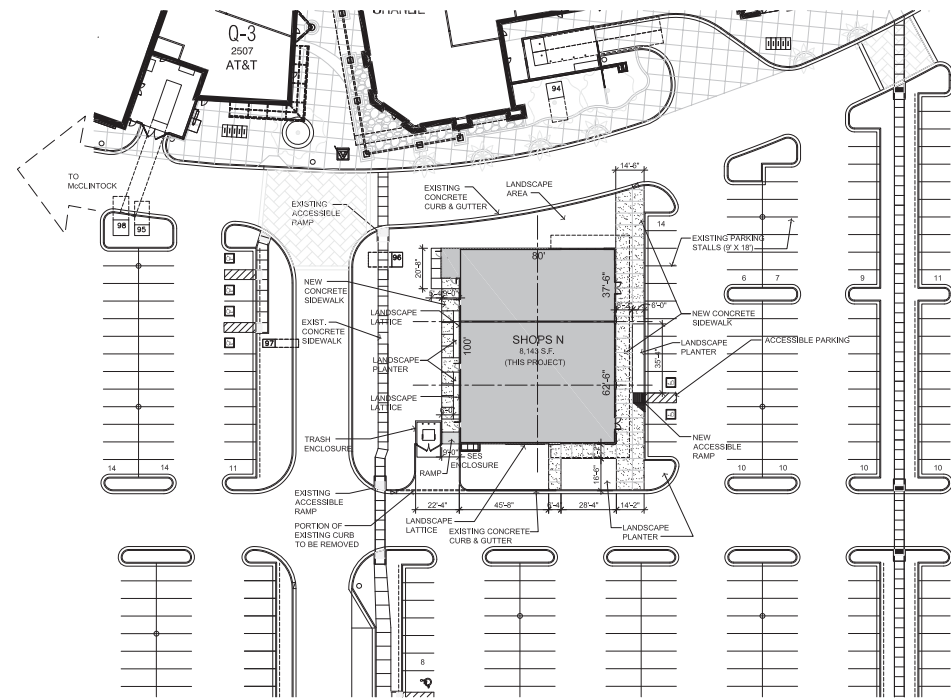 Q-3
2507
AT&T
94
TO
McCLINTOCK
98
95
EXISTING
ACCESSIBLE
RAMP
EXISTING
CONCRETE
CURB & GUTTER
LANDSCAPE
AREA
14'-6"
14
EXISTING PARKING
STALLS (9' X 18')
96
NEW
CONCRETE
SIDEWALK
20'-8"
80'
37'-6"
6
7
9
11
LANDSCAPE
LATTICE
6'-0"
NEW CONCRETE
SIDEWALK
EXIST.
CONCRETE
SIDEWALK
97
100'
SHOPS N
8,143 S.F.
(THIS PROJECT)
LANDSCAPE
PLANTER
ACCESSIBLE PARKING
LANDSCAPE
PLANTER
62'-6"
LANDSCAPE
LATTICE
TRASH
ENCLOSURE
NEW
ACCESSIBLE
RAMP
9'-0"
RAMP
SES
ENCLOSURE
14
14
11
16'-6"
10
10
10
10
EXISTING
ACCESSIBLE
RAMP
22'-4"
45'-8"
6'-4"
28'-4"
14'-2"
PORTION OF
EXISTING CURB
TO BE REMOVED
LANDSCAPE
LATTICE
EXISTING CONCRETE
CURB & GUTTER
LANDSCAPE
PLANTER
8